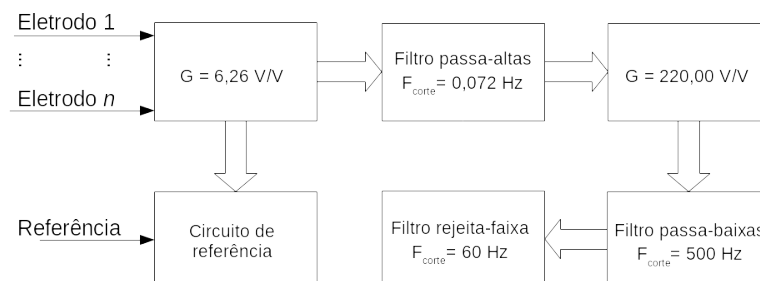 Eletrodo 1
⋮ ⋮
Eletrodo n
G = 6,26 V/V
Filtro passa-altas
Fcorte= 0,072 Hz
G = 220,00 V/V
Referência
Circuito de
referência
Filtro rejeita-faixa
Fcorte= 60 Hz
Filtro passa-baixas
Fcorte= 500 Hz